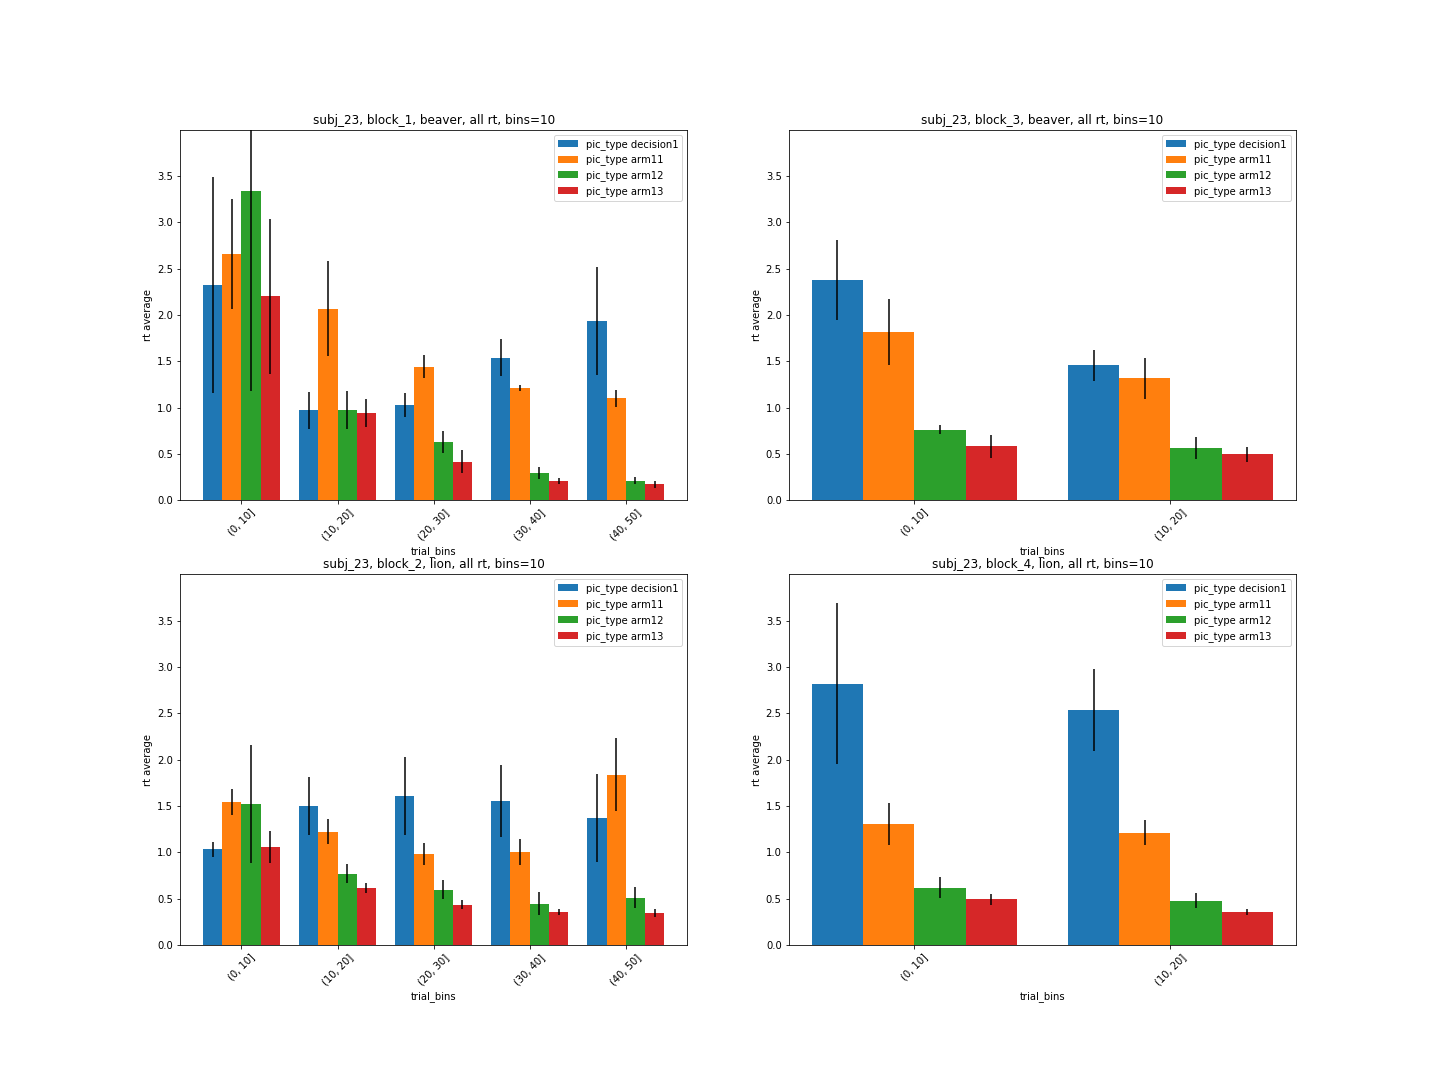 subj_23, block_1, beaver, all rt, bins=10
pic_type decision1
pic_type arm11
pic_type arm12
pic_type arm13
rt average
3.5
3.0
2.5
2.0
1.5
1.0
0.5
0.0
(0, 10]
(10, 20]
(20, 30]
(30, 40]
(40, 50]
trial_bins
subj_23, block_3, beaver, all rt, bins=10
pic_type decision1
pic_type arm11
pic_type arm12
pic_type arm13
rt average
3.5
3.0
2.5
2.0
1.5
1.0
0.5
0.0
(0, 10]
(10, 20]
trial_bins
subj_23, block_2, lion, all rt, bins=10
pic_type decision1
pic_type arm11
pic_type arm12
pic_type arm13
rt average
3.5
3.0
2.5
2.0
1.5
1.0
0.5
0.0
(0, 10]
(10, 20]
(20, 30]
(30, 40]
(40, 50]
trial_bins
subj_23, block_4, lion, all rt, bins=10
pic_type decision1
pic_type arm11
pic_type arm12
pic_type arm13
rt average
3.5
3.0
2.5
2.0
1.5
1.0
0.5
0.0
(0, 10]
(10, 20]
trial_bins